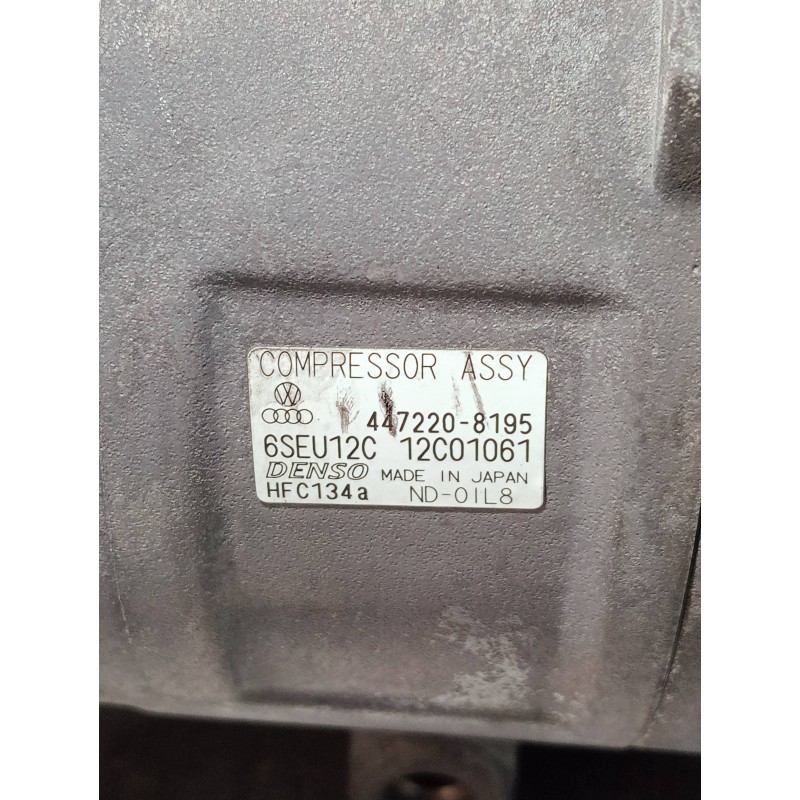 COMPRESSOR ASSY
447220-8195
6SEU12C 12C01061
DENSO MADE IN JAPAN
HFC134a ND-OIL8